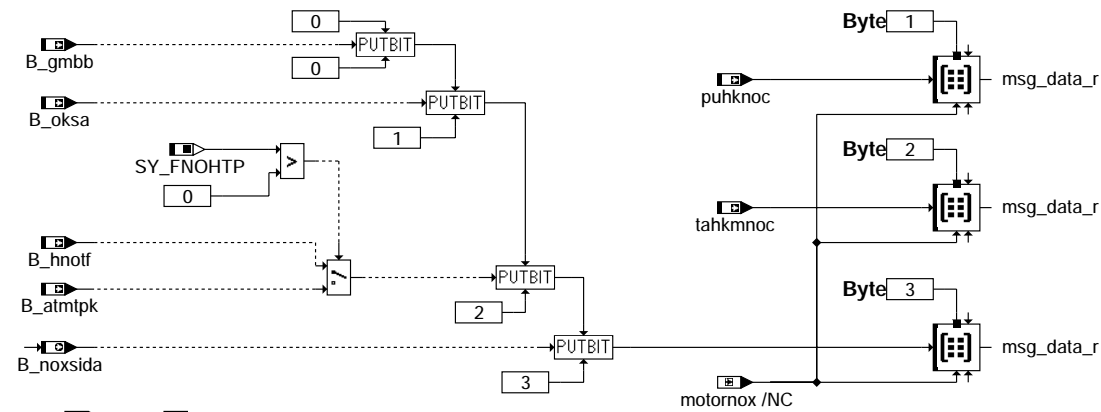 0
PUTBIT
B_gmbb
0
PUTBIT
B_oksa
1
SY_FNOHTP
>
0
B_hnotf
B_atmtpk
PUTBIT
2
B_noxsida
PUTBIT
3
Byte 1
puhknoc
msg_data_r
Byte 2
tahkmnoc
msg_data_r
Byte 3
msg_data_r
motornox /NC